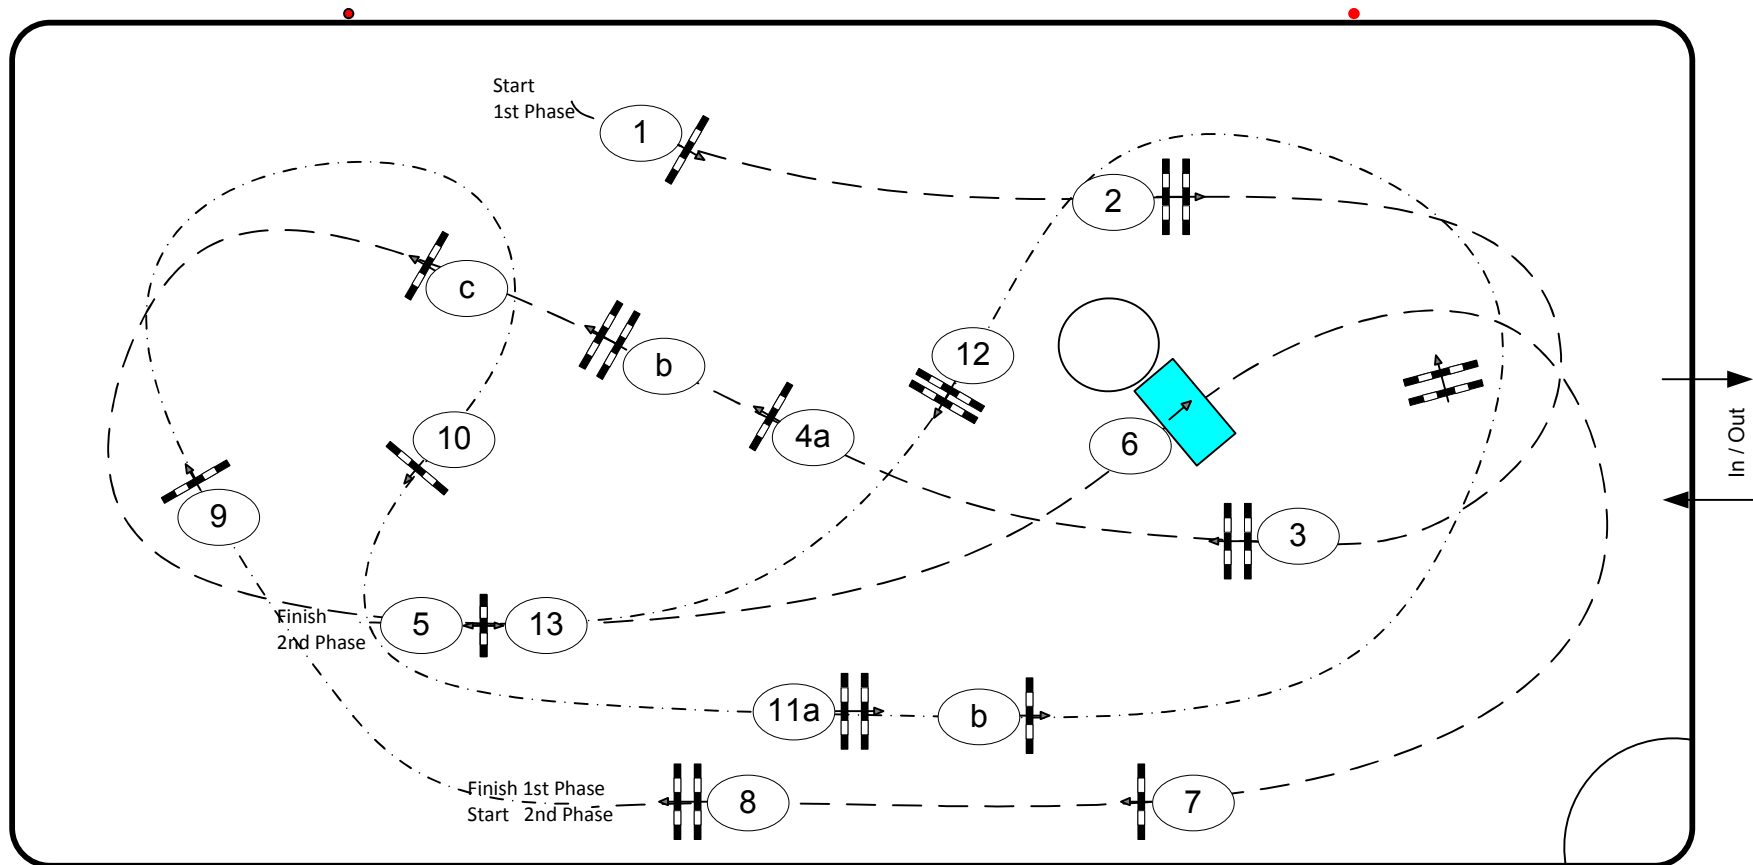 Start
1st Phase
1
2
c
b
12
4a
10
6
In / Out
9
3
5
13
Finish
2nd Phase
11a
b
Finish 1st Phase
Start 2nd Phase
8
7